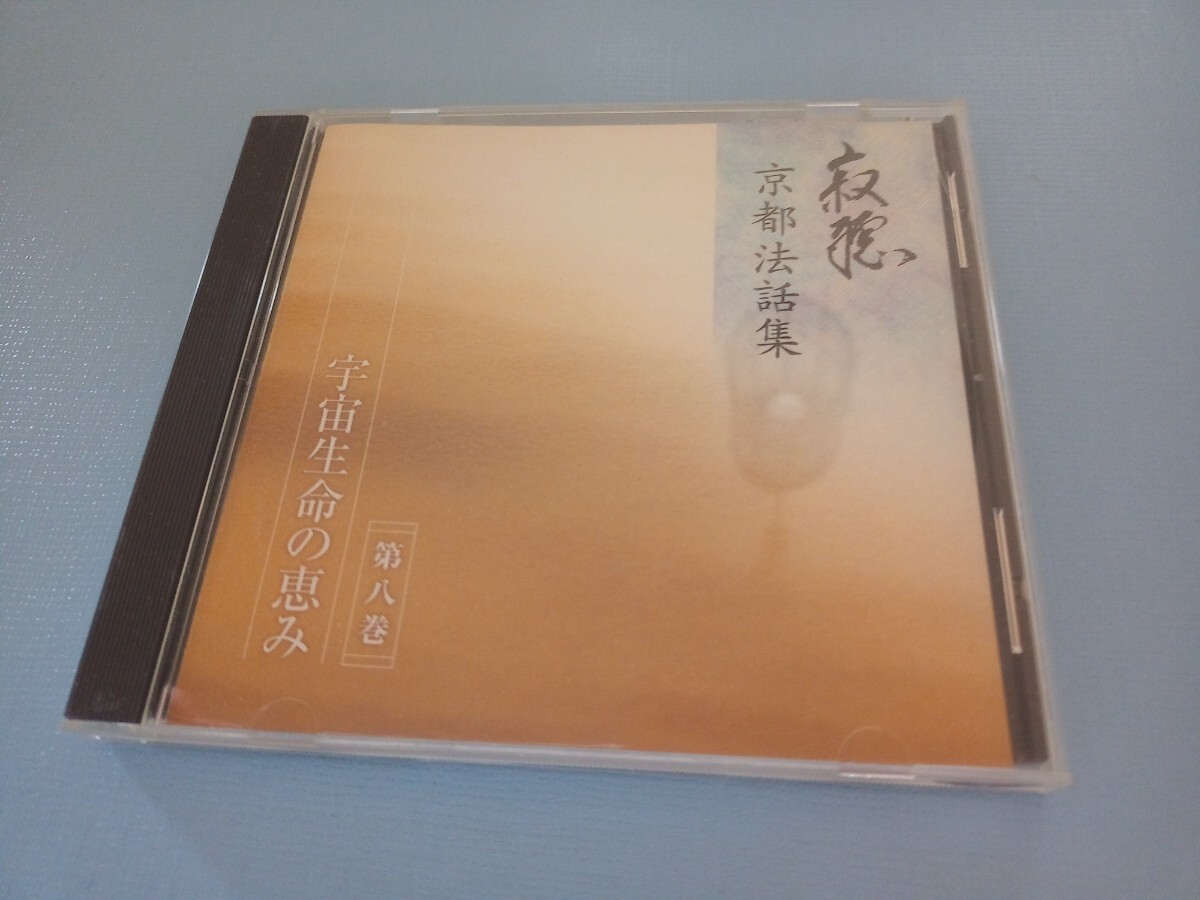 寂聴
京都法話集
第八巻
宇宙生命の恵み